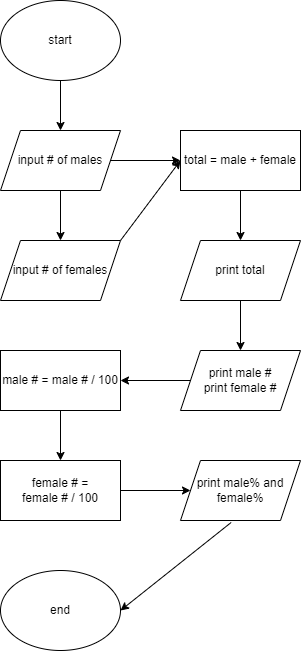 start
input # of males
total = male + female
input # of females
print total
print male #
print female #
male # = male # / 100
female # =
female # / 100
print male% and
female%
end